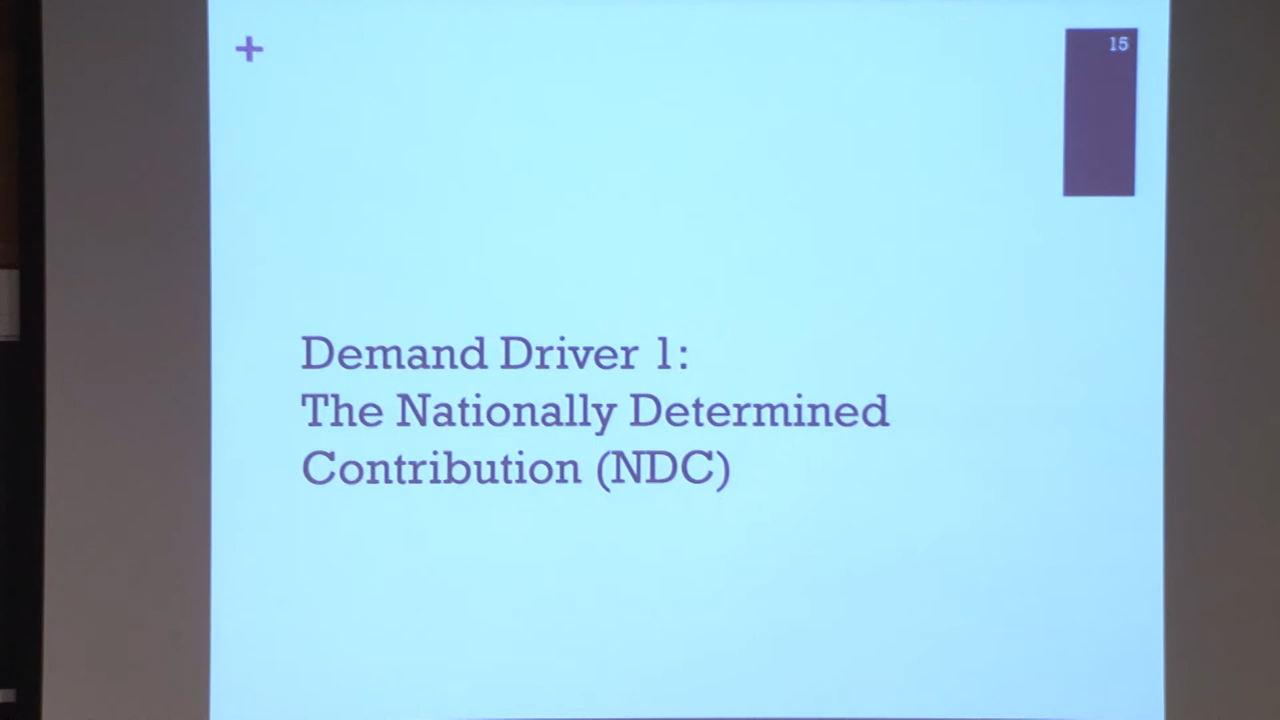 +
15
Demand Driver 1:
The Nationally Determined
Contribution (NDC)